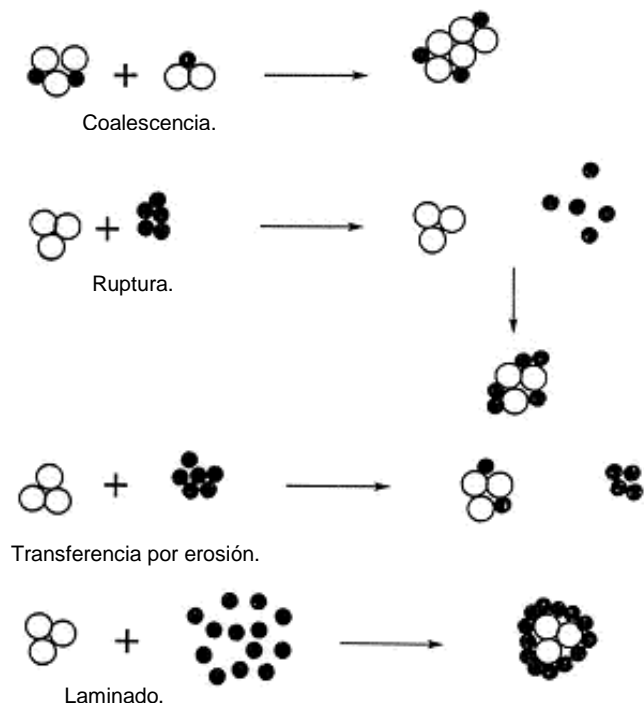 Coalescencia.
Ruptura.
Transferencia por erosión.
Laminado.